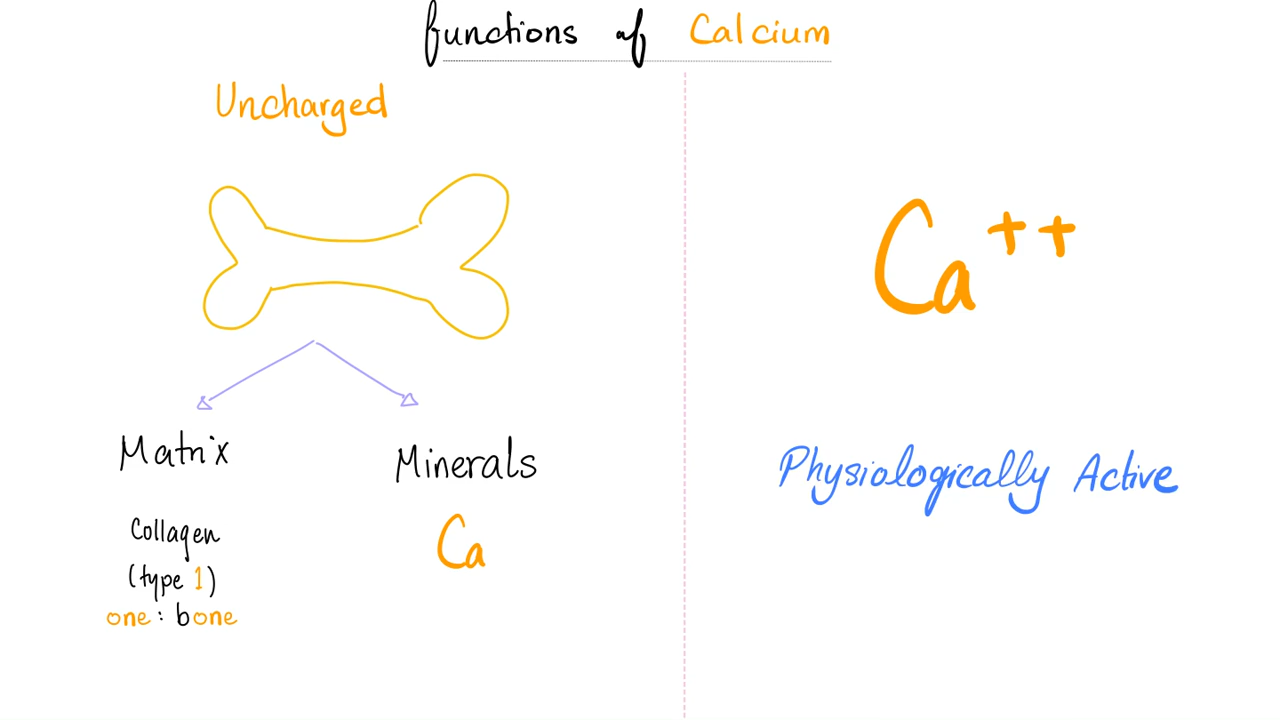 functions of Calcium
Uncharged
Matrix
Collagen
(type 1)
one : bone
Minerals
Ca
Ca++
Physiologically Active